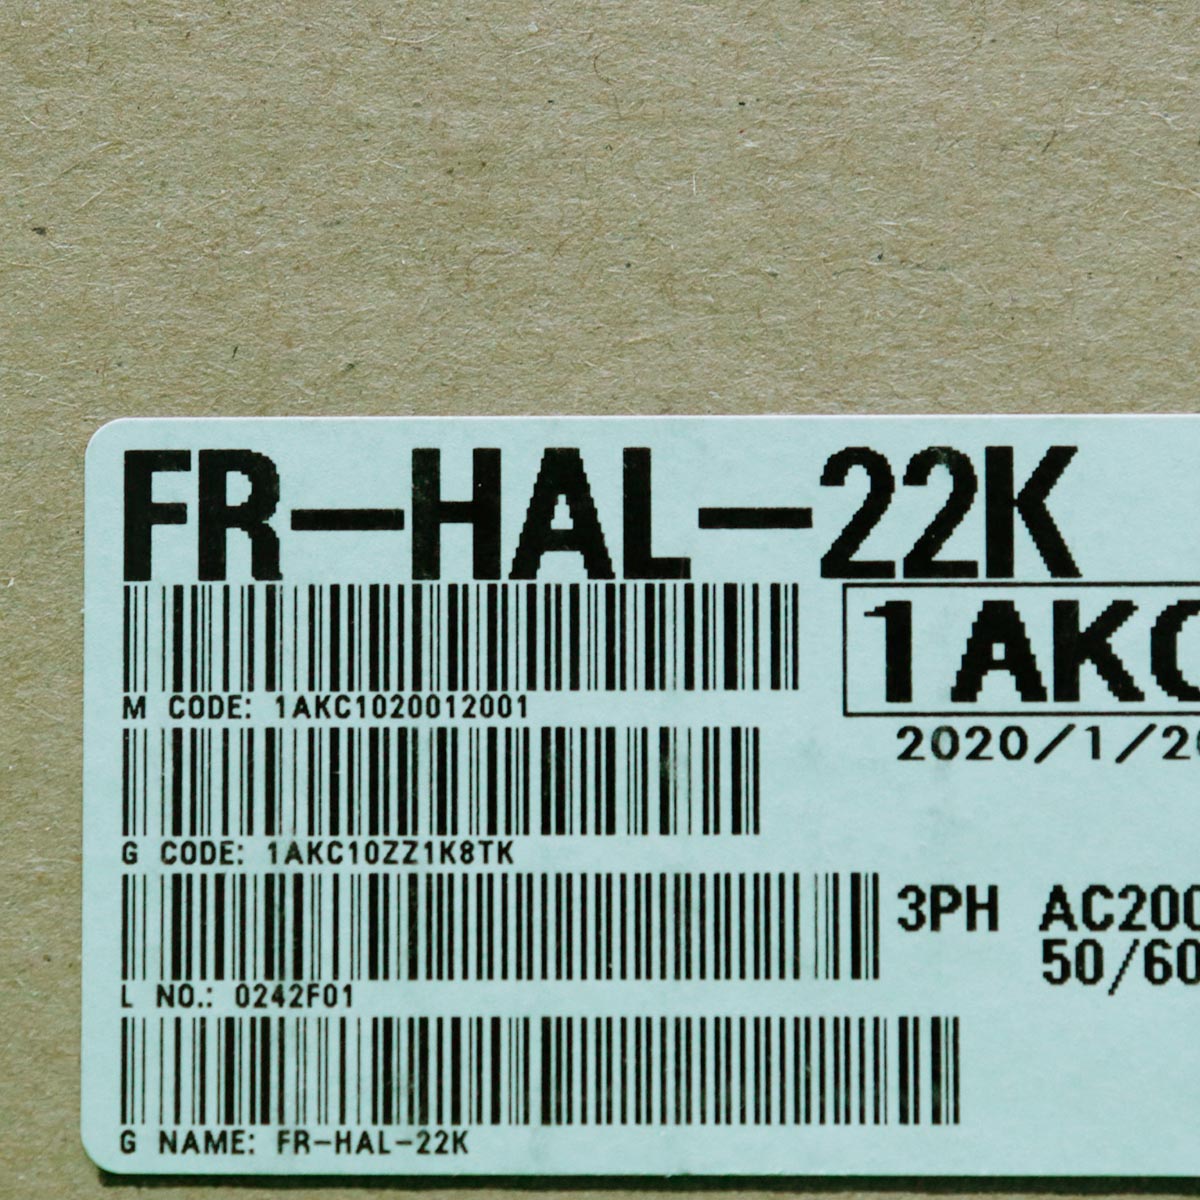 FR-HAL-22K
1AKC
M CODE: 1AKC1020012001
2020/1/2
G CODE: 1AKC10ZZ1K8TK
3PH AC200
50/60
L NO.: 0242F01
G NAME: FR-HAL-22K